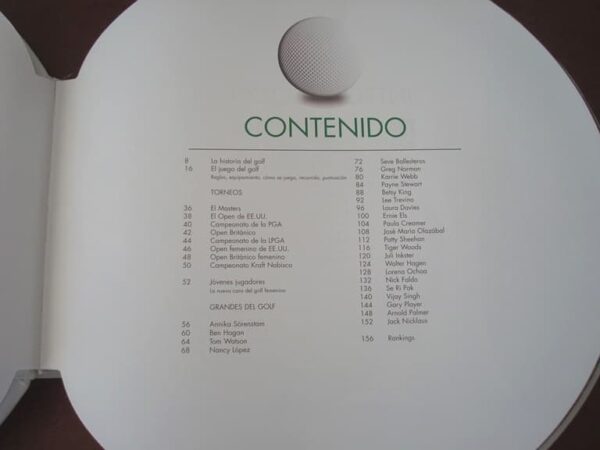 CONTENIDO
8 La historia del golf
16 El juego del golf
Reglas, equipamiento, cómo se juega, recorrido, puntuación
TORNEOS
36 El Masters
38 El Open de EE.UU.
40 Campeonato de la PGA
42 Open Británico
44 Campeonato de la LPGA
46 Open femenino de EE.UU.
48 Open Británico femenino
50 Campeonato Kraft Nabisco
52 Jóvenes jugadores
La nueva cara del golf femenino
GRANDES DEL GOLF
56 Annika Sörenstam
60 Ben Hogan
64 Tom Watson
68 Nancy López
72 Seve Ballesteros
76 Greg Norman
80 Karrie Webb
84 Payne Stewart
88 Betsy King
92 Lee Trevino
96 Laura Davies
100 Ernie Els
104 Paula Creamer
108 José María Olazábal
112 Patty Sheehan
116 Tiger Woods
120 Juli Inkster
124 Walter Hagen
128 Lorena Ochoa
132 Nick Faldo
136 Se Ri Pak
140 Vijay Singh
144 Gary Player
148 Arnold Palmer
152 Jack Nicklaus
156 Rankings